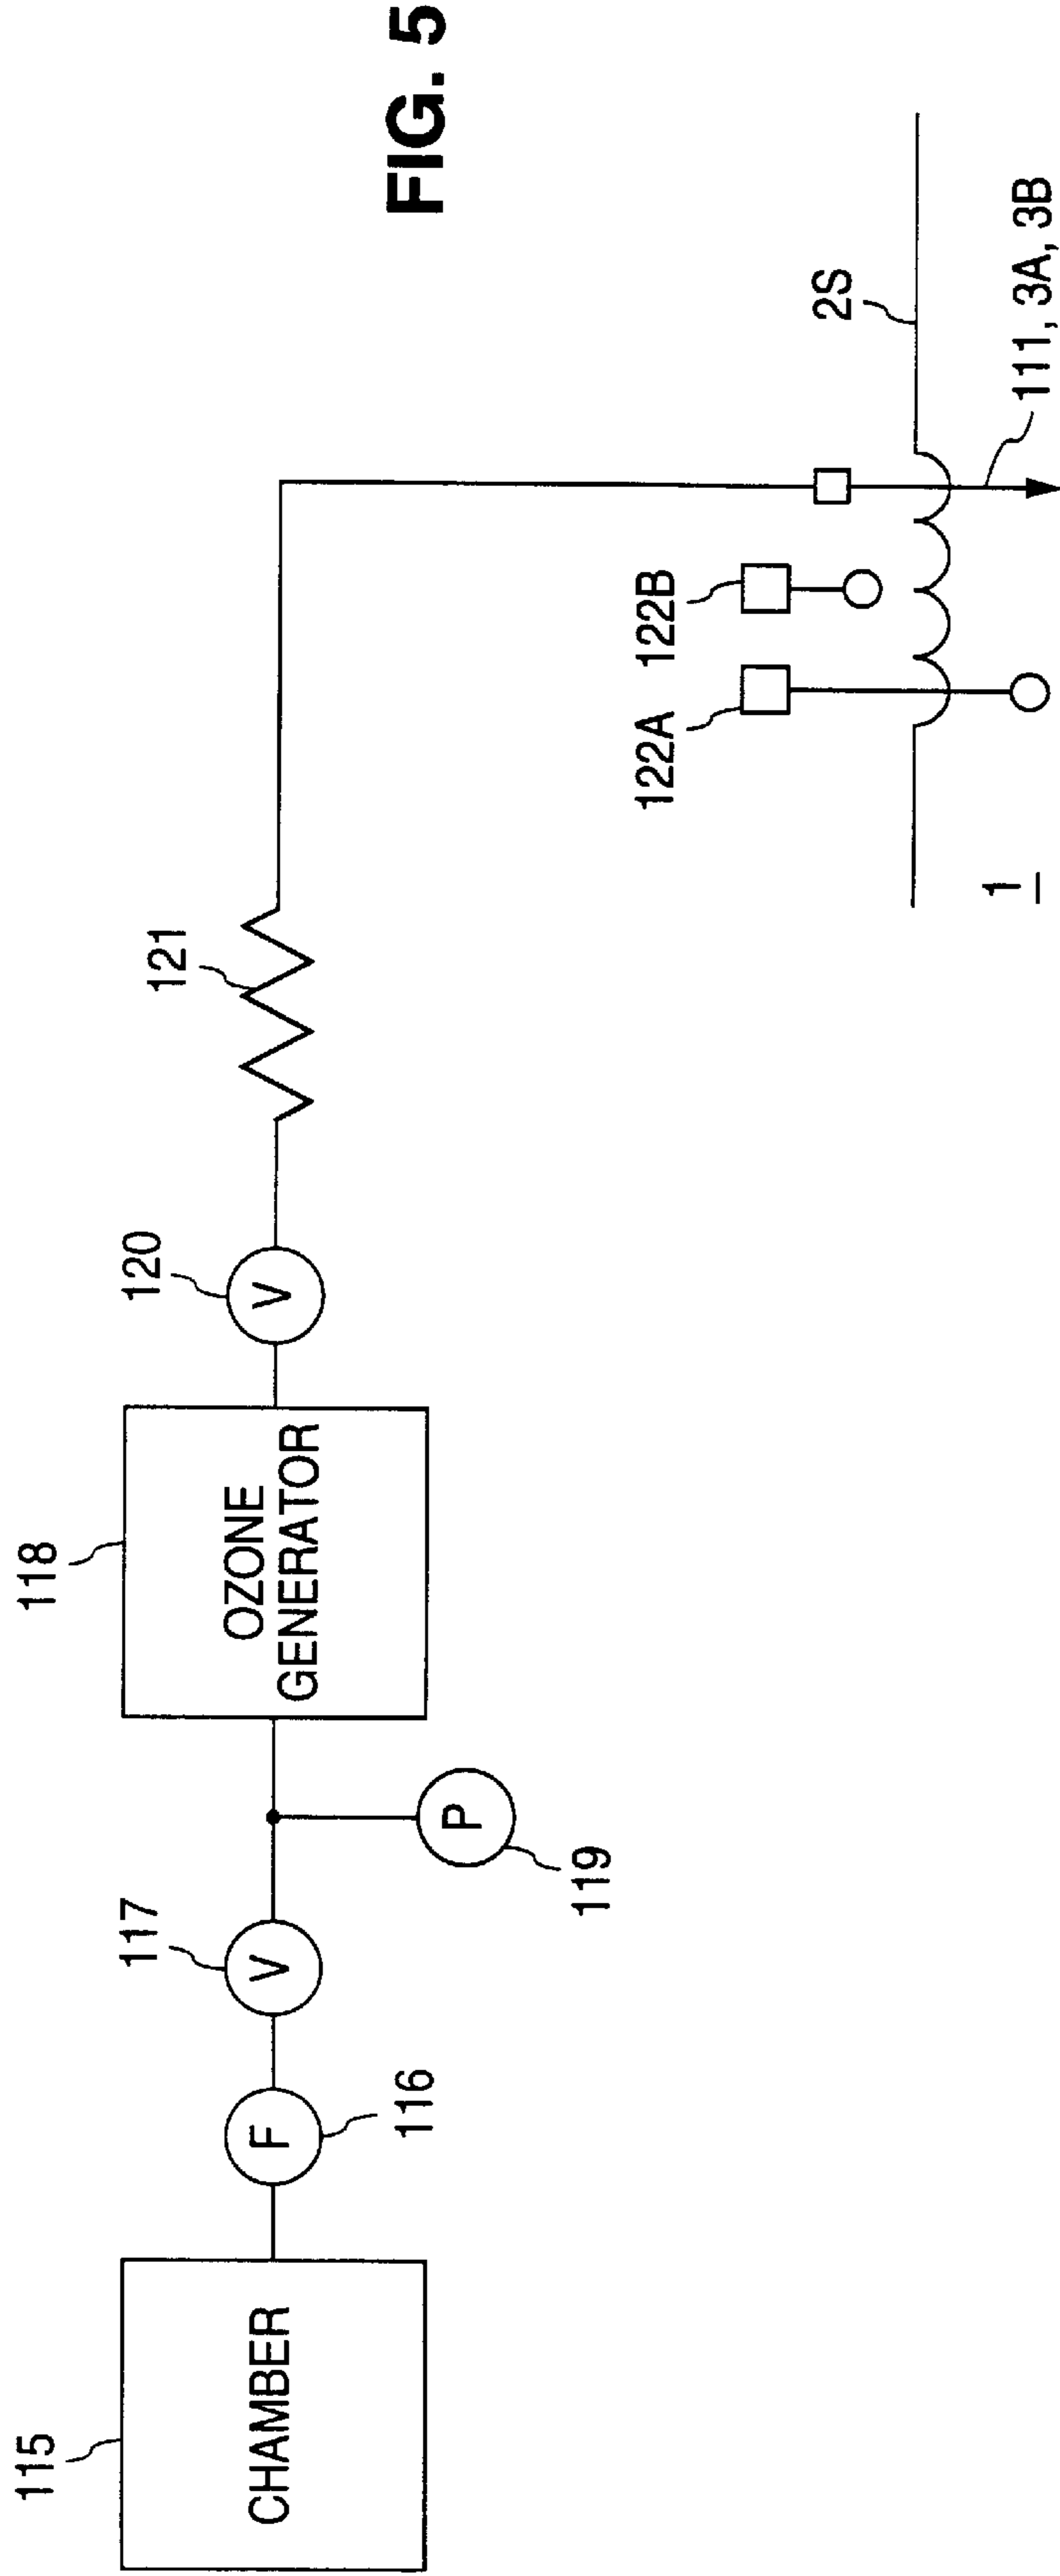 FIG. 5
115
CHAMBER
F
116
117
V
P
119
118
OZONE
GENERATOR
120
V
121
122A
122B
2S
111, 3A, 3B
1